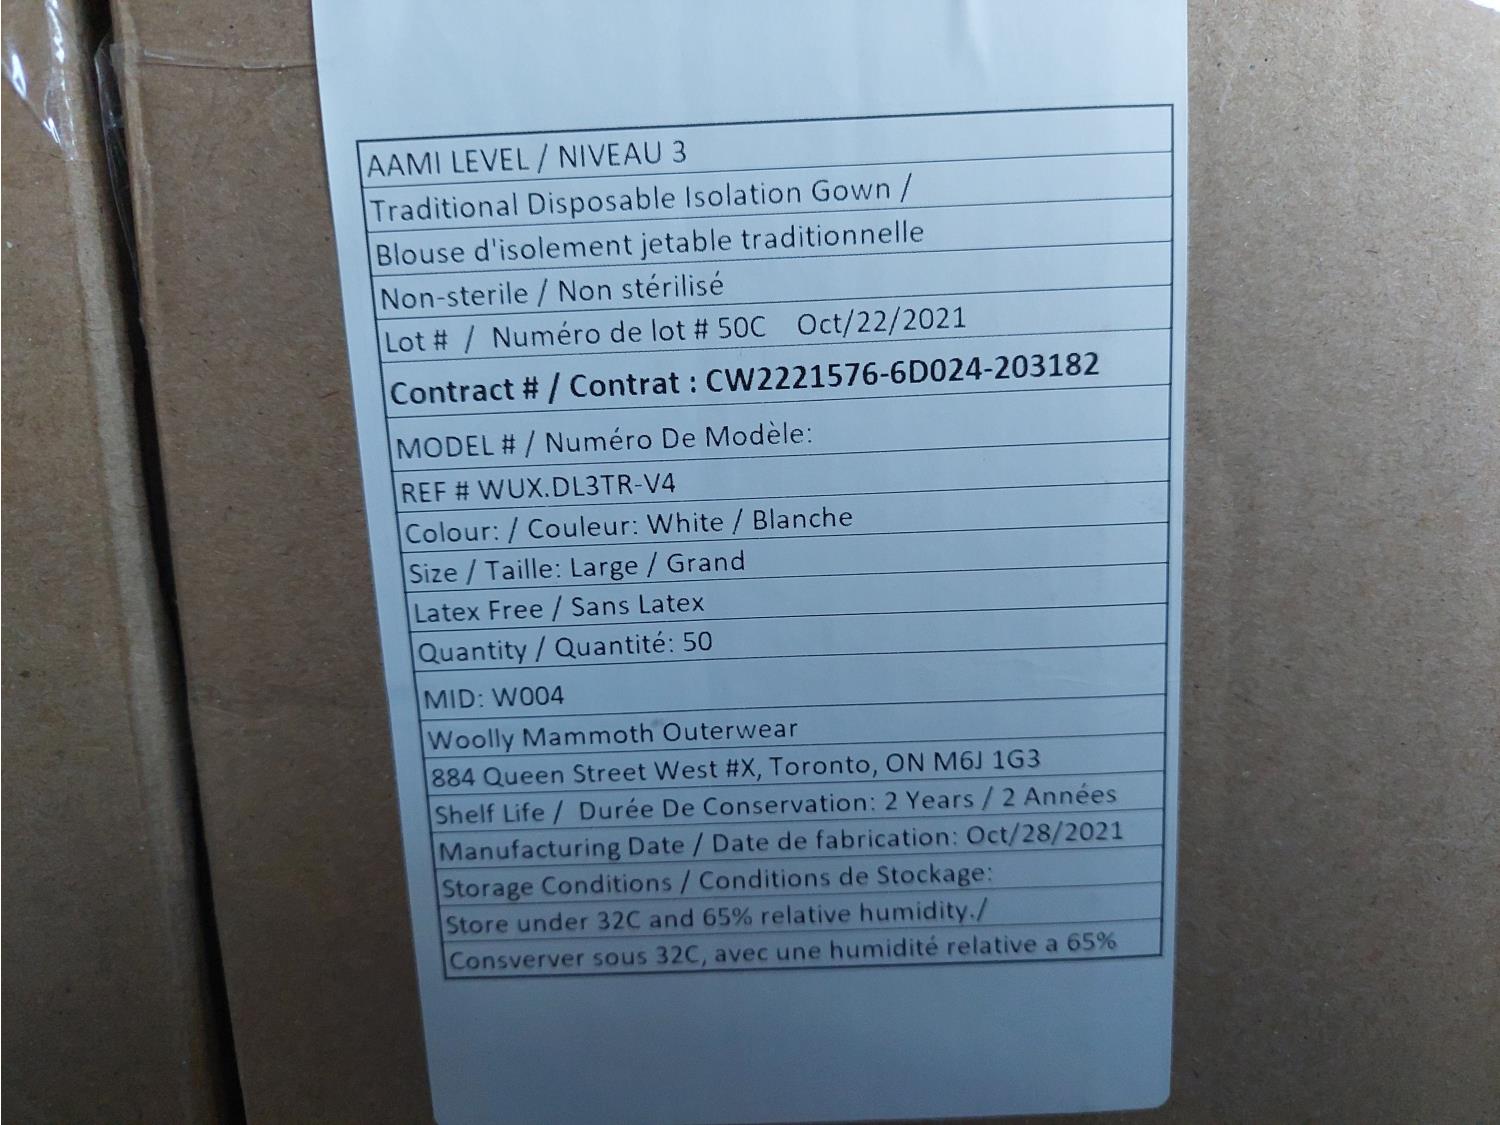 AAMI LEVEL / NIVEAU 3
Traditional Disposable Isolation Gown /
Blouse d'isolement jetable traditionnelle
Non-sterile / Non stérilisé
Lot # / Numéro de lot # 50C Oct/22/2021
Contract # / Contrat : CW2221576-6D024-203182
MODEL # / Numéro De Modèle:
REF # WUX.DL3TR-V4
Colour: / Couleur: White / Blanche
Size / Taille: Large / Grand
Latex Free / Sans Latex
Quantity / Quantité: 50
MID: W004
Woolly Mammoth Outerwear
884 Queen Street West #X, Toronto, ON M6J 1G3
Shelf Life / Durée De Conservation: 2 Years / 2 Années
Manufacturing Date / Date de fabrication: Oct/28/2021
Storage Conditions / Conditions de Stockage:
Store under 32C and 65% relative humidity./
Consverver sous 32C, avec une humidité relative a 65%